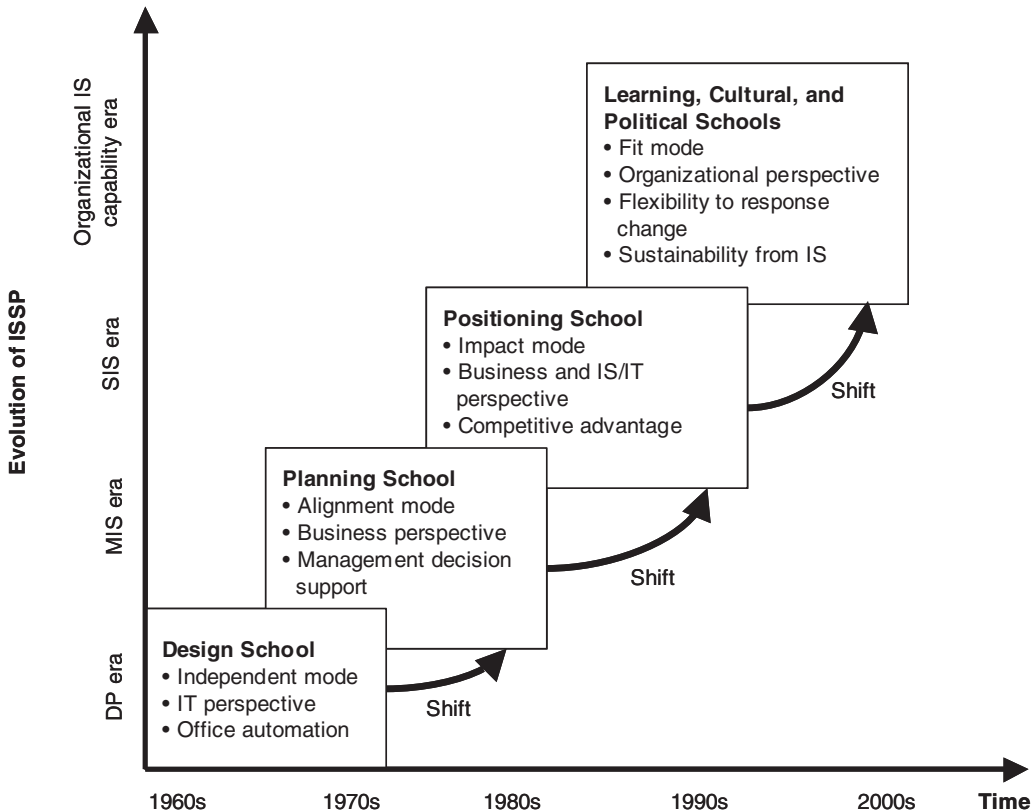 Evolution of ISSP
Organizational IS
capability era
SIS era
MIS era
DP era
Learning, Cultural, and
Political Schools
• Fit mode
• Organizational perspective
• Flexibility to response
change
• Sustainability from IS
Positioning School
• Impact mode
• Business and IS/IT
perspective
• Competitive advantage
Shift
Planning School
• Alignment mode
• Business perspective
• Management decision
support
Shift
Design School
• Independent mode
• IT perspective
• Office automation
Shift
1960s 1970s 1980s 1990s 2000s Time